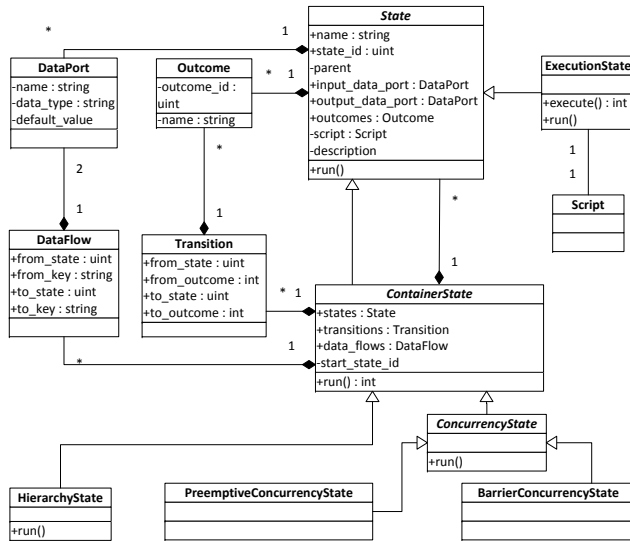 State
+name : string
+state_id : uint
-parent
+input_data_port : DataPort
+output_data_port : DataPort
+outcomes : Outcome
-script : Script
-description
+run()
*
1
DataPort
-name : string
-data_type : string
-default_value
Outcome
-outcome_id :
uint
-name : string
*
1
ExecutionState
+execute() : int
+run()
1
1
Script
2
1
*
1
*
1
DataFlow
+from_state : uint
+from_key : string
+to_state : uint
+to_key : string
Transition
+from_state : uint
+from_outcome : int
+to_state : uint
+to_outcome : int
*
1
1
*
ContainerState
+states : State
+transitions : Transition
+data_flows : DataFlow
-start_state_id
+run() : int
ConcurrencyState
+run()
HierarchyState
+run()
PreemptiveConcurrencyState
BarrierConcurrencyState